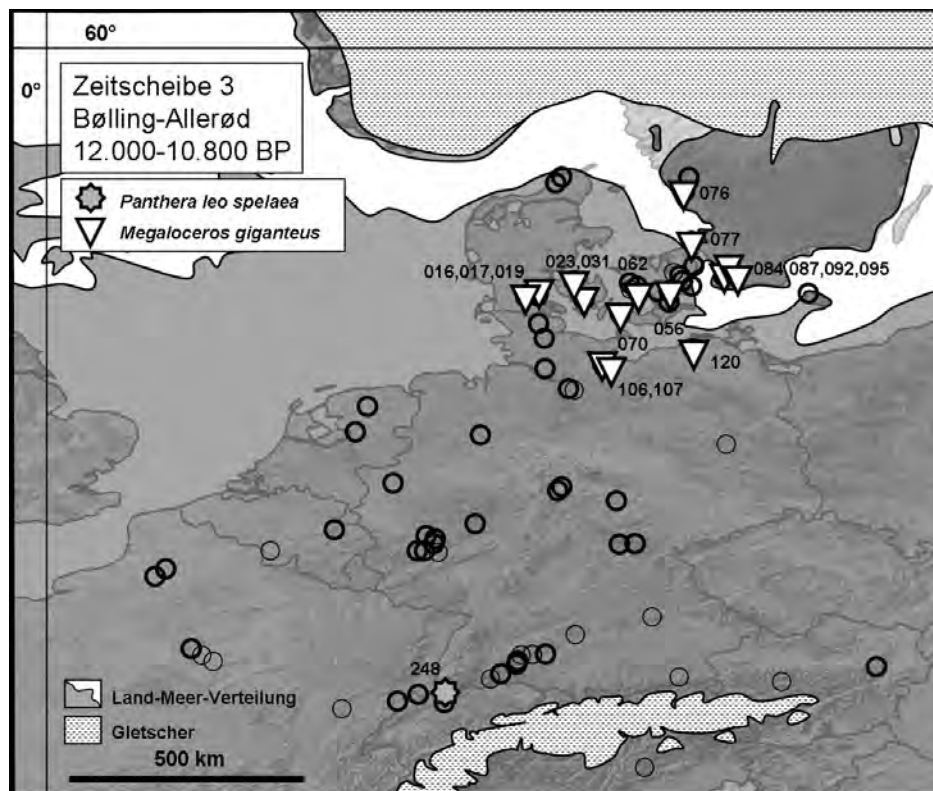 60°
0°
Zeitscheibe 3
Bølling-Allerød
12.000-10.800 BP
Panthera leo spelaea
Megaloceros giganteus
076
077
016,017,019
023,031
062
084,087,092,095
056
070
120
106,107
248
Land-Meer-Verteilung
Gletscher
500 km